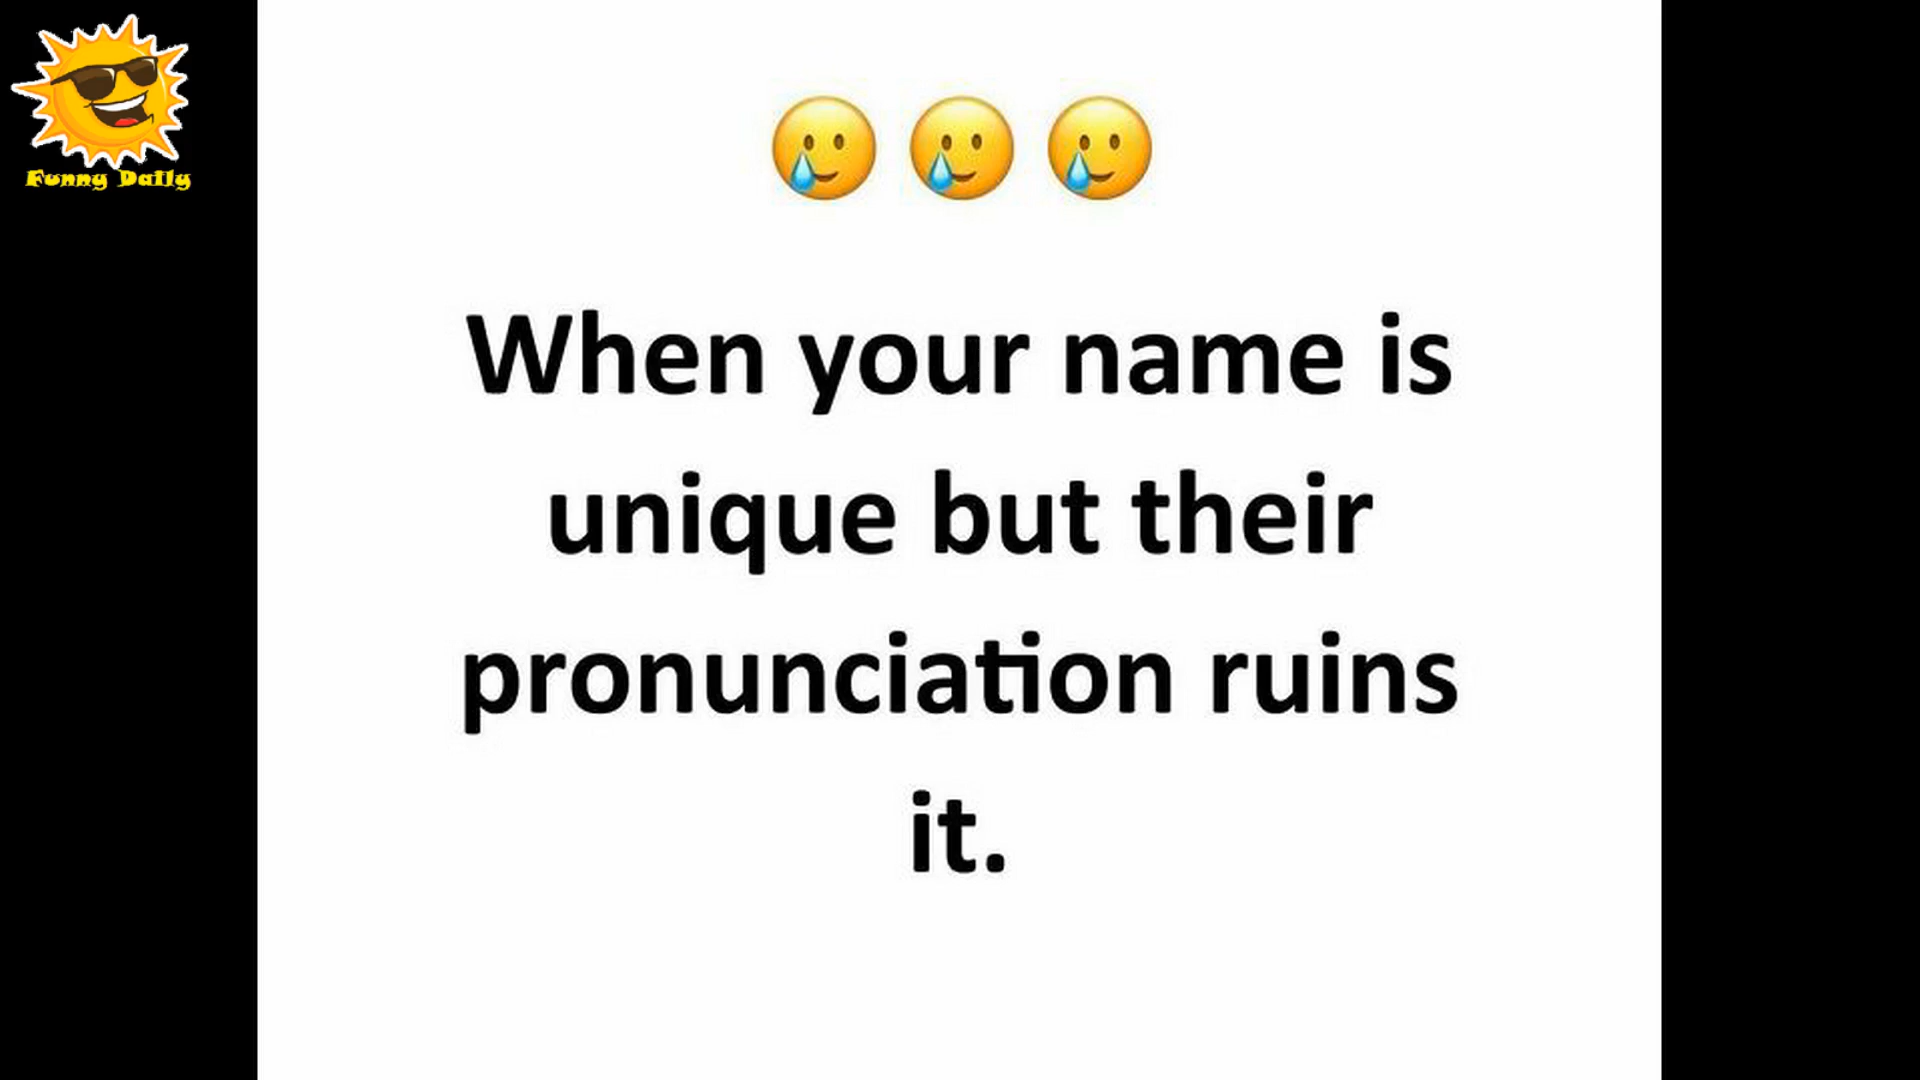 Funny Daily
When your name is
unique but their
pronunciation ruins
it.